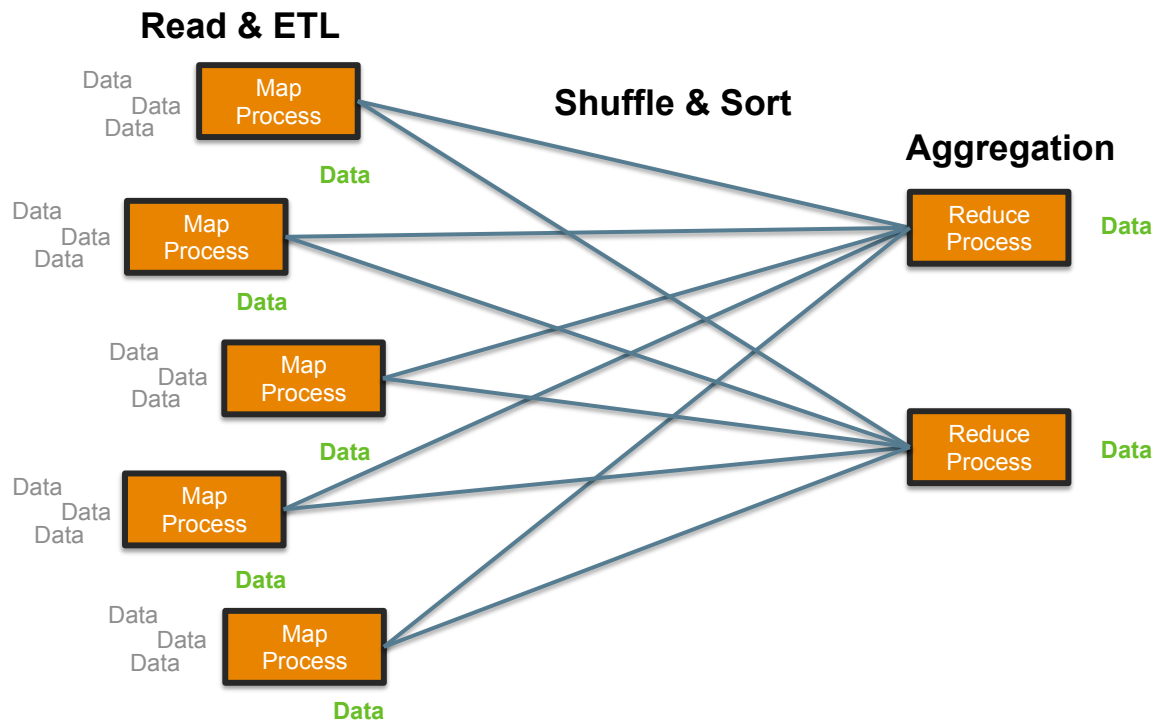 Read & ETL
Data
Data
Data
Map
Process
Data
Data
Data
Data
Map
Process
Data
Data
Data
Data
Map
Process
Data
Data
Data
Data
Map
Process
Data
Data
Data
Data
Map
Process
Data
Shuffle & Sort
Aggregation
Reduce
Process
Data
Reduce
Process
Data